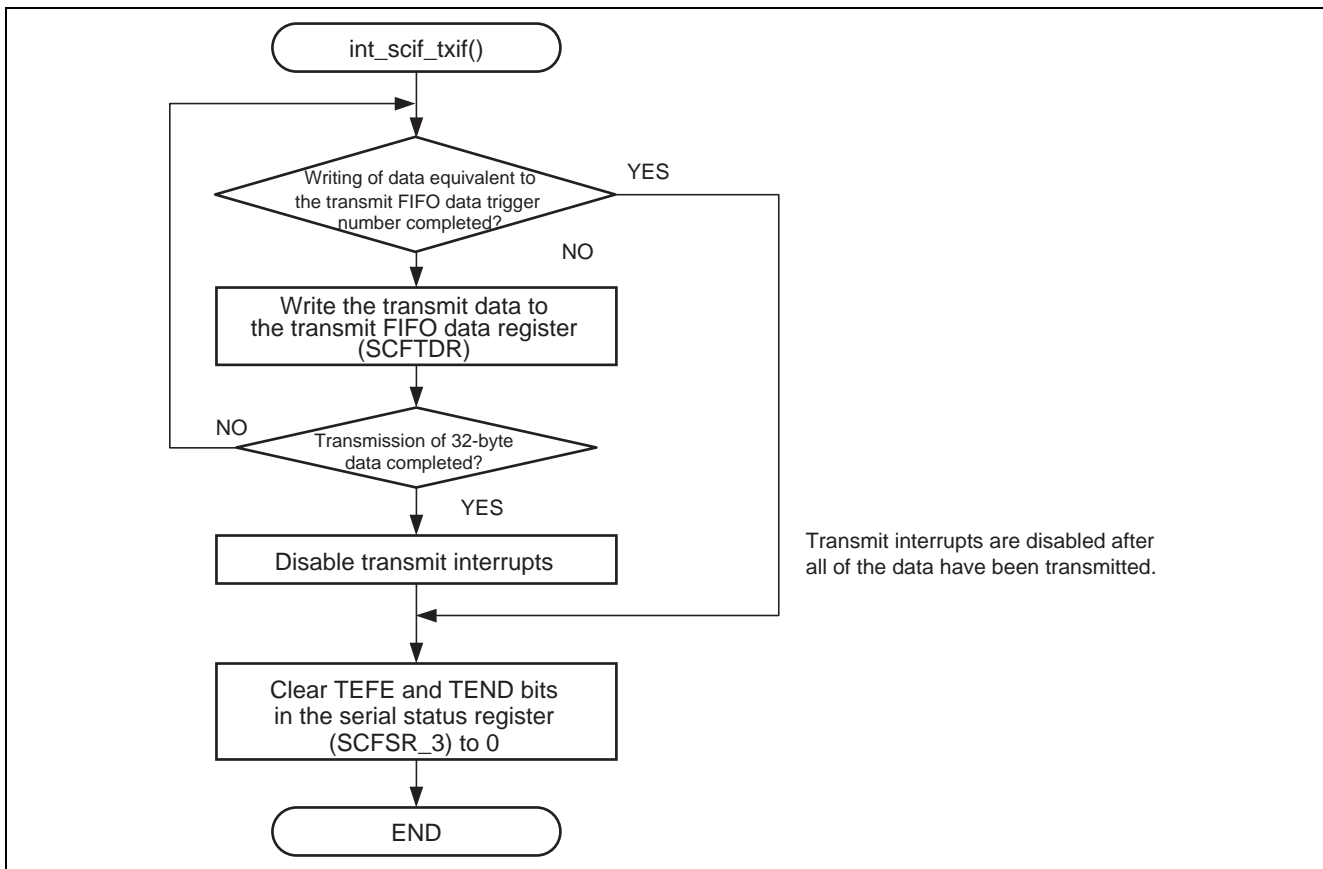 int_scif_txif()
Writing of data equivalent to
the transmit FIFO data trigger
number completed?
YES
NO
Write the transmit data to
the transmit FIFO data register
(SCFTDR)
NO
Transmission of 32-byte
data completed?
YES
Disable transmit interrupts
Transmit interrupts are disabled after
all of the data have been transmitted.
Clear TEFE and TEND bits
in the serial status register
(SCFSR_3) to 0
END